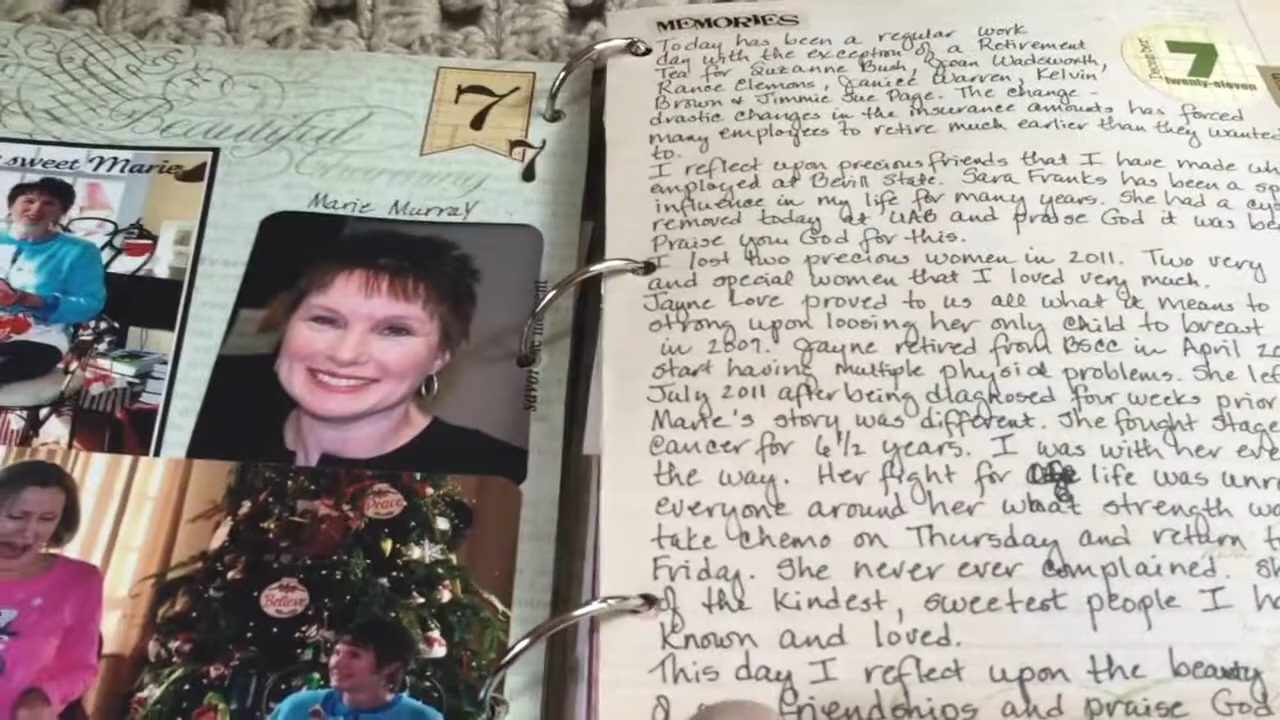 Beautiful
Charming
7
7
sweet Marie
Marie Murray
Peace
Believe
MEMORIES
December
7
twenty-eleven
Today has been a regular work
day with the exception of a Retirement
Tea for Suzanne Bush, Joan Wadsworth,
Ranae Clemons, Janice Warren, Kelvin
Brown & Jimmie Sue Page. The change -
drastic changes in the insurance amounts has forced
many employees to retire much earlier than they wanted
to.
I reflect upon precious friends that I have made
employed at Bevill State. Sara Franks has been a
influence in my life for many years. She had a
removed today at UAB and praise God it was
Praise you God for this.
I lost two precious women in 2011. Two very
and special women that I loved very much.
Jayne Love proved to us all what it means to
strong upon loosing her only child to breast
in 2009. Jayne retired from BSCC in April
start having multiple physical problems. She
July 2011 after being diagnosed four weeks prior
Marie's story was different. She fought stage
cancer for 6 1/2 years. I was with her
the way. Her fight for life was
everyone around her what strength
take chemo on Thursday and return
Friday. She never ever complained.
of the kindest, sweetest people I
known and loved.
This day I reflect upon the beauty
friendships and praise God